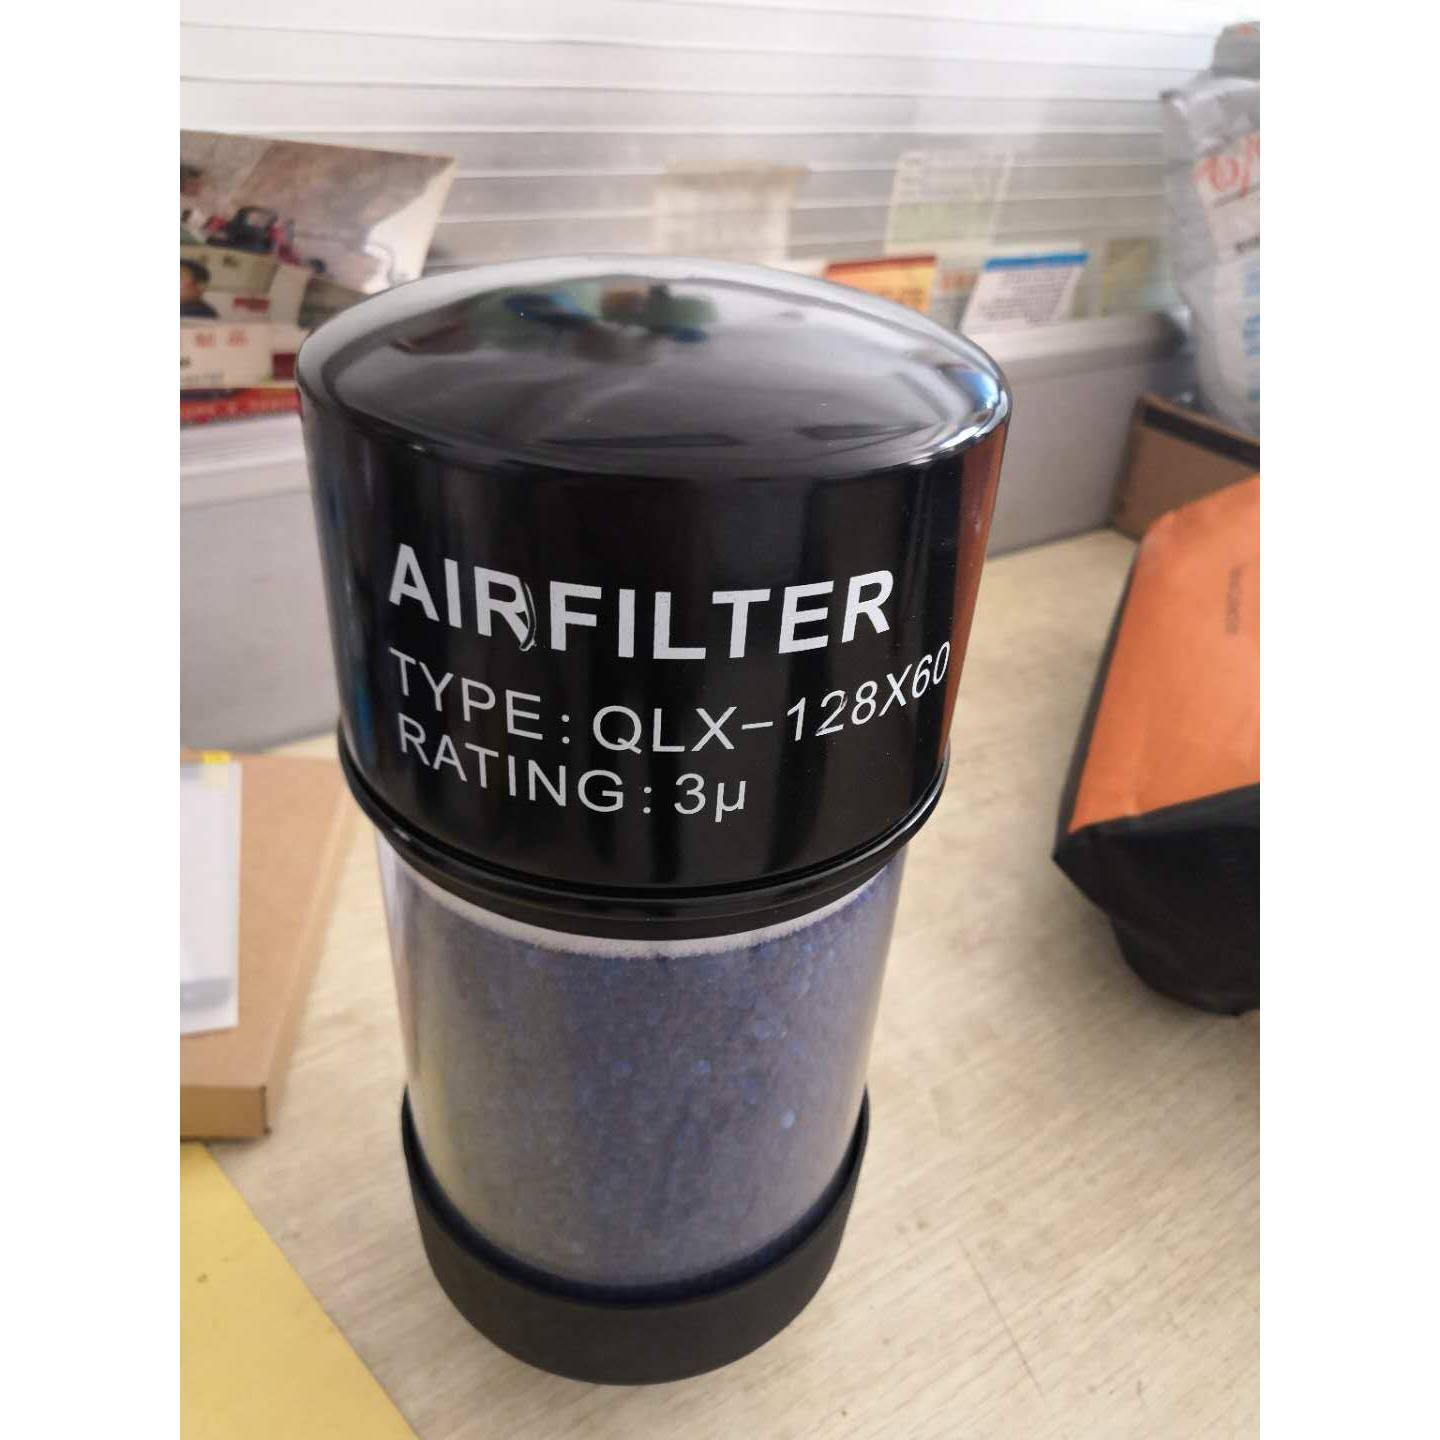 AIRFILTER
TYPE: QLX-128X60
RATING: 3μ